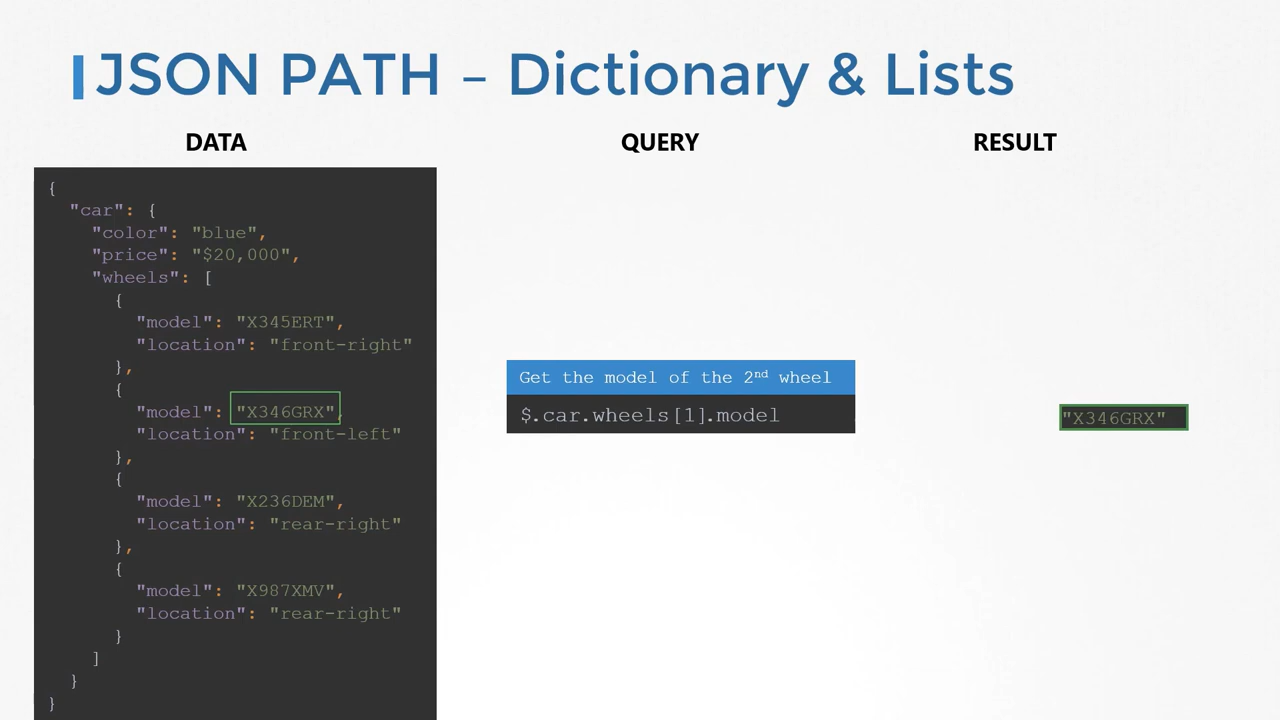 JSON PATH – Dictionary & Lists
DATA
{
  "car": {
    "color": "blue",
    "price": "$20,000",
    "wheels": [
      {
        "model": "X345ERT",
        "location": "front-right"
      },
      {
        "model": "X346GRX",
        "location": "front-left"
      },
      {
        "model": "X236DEM",
        "location": "rear-right"
      },
      {
        "model": "X987XMV",
        "location": "rear-right"
      }
    ]
  }
}
QUERY
Get the model of the 2nd wheel
$.car.wheels[1].model
RESULT
"X346GRX"